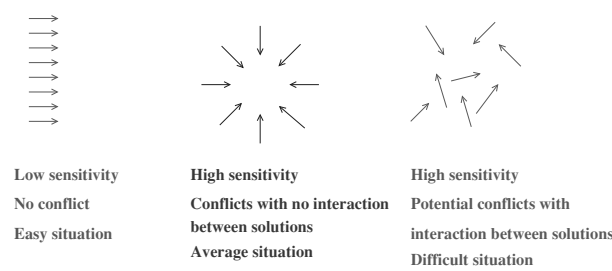 Low sensitivity
No conflict
Easy situation
High sensitivity
Conflicts with no interaction
between solutions
Average situation
High sensitivity
Potential conflicts with
interaction between solutions
Difficult situation